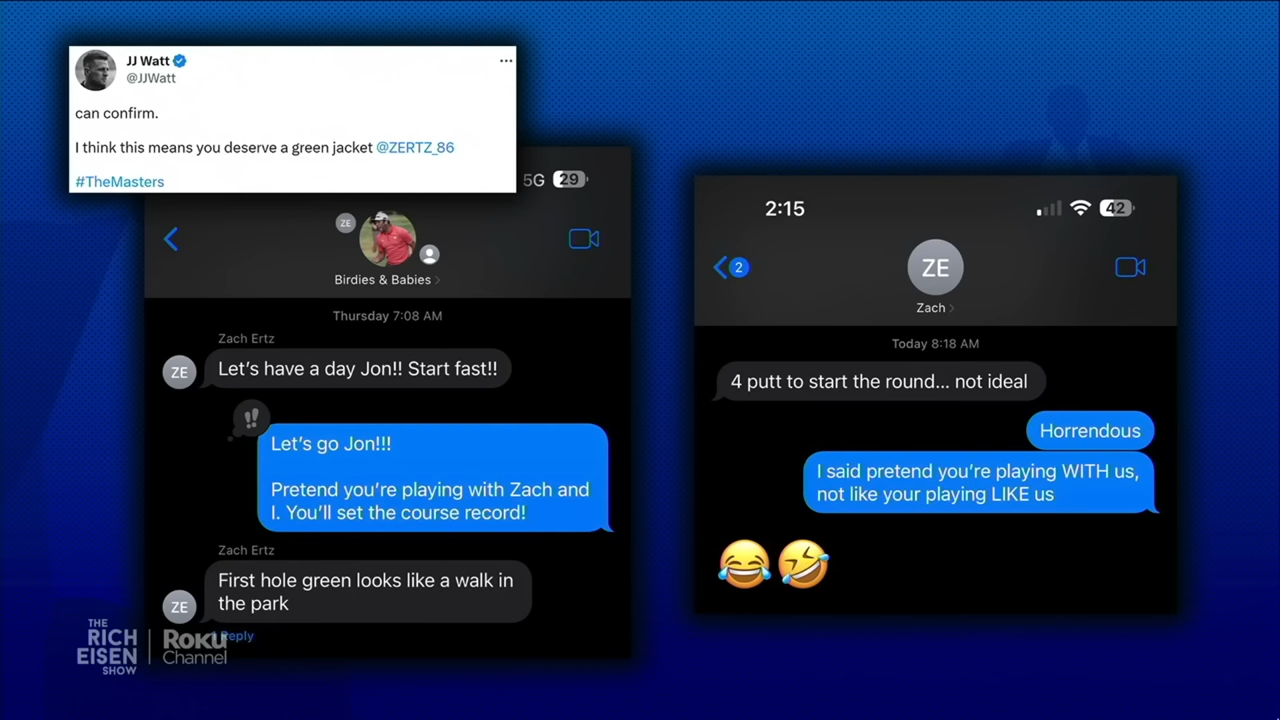 JJ Watt
@JJWatt
can confirm.
I think this means you deserve a green jacket @ZERTZ_86
#TheMasters
5G 29
ZE
Birdies & Babies
Thursday 7:08 AM
Zach Ertz
ZE
Let's have a day Jon!! Start fast!!
!!
Let's go Jon!!!
Pretend you're playing with Zach and
I. You'll set the course record!
Zach Ertz
ZE
First hole green looks like a walk in
the park
1 Reply
2:15
42
2
ZE
Zach
Today 8:18 AM
4 putt to start the round... not ideal
Horrendous
I said pretend you're playing WITH us,
not like your playing LIKE us
😂🤣
THE
RICH
EISEN
SHOW
Roku
Channel